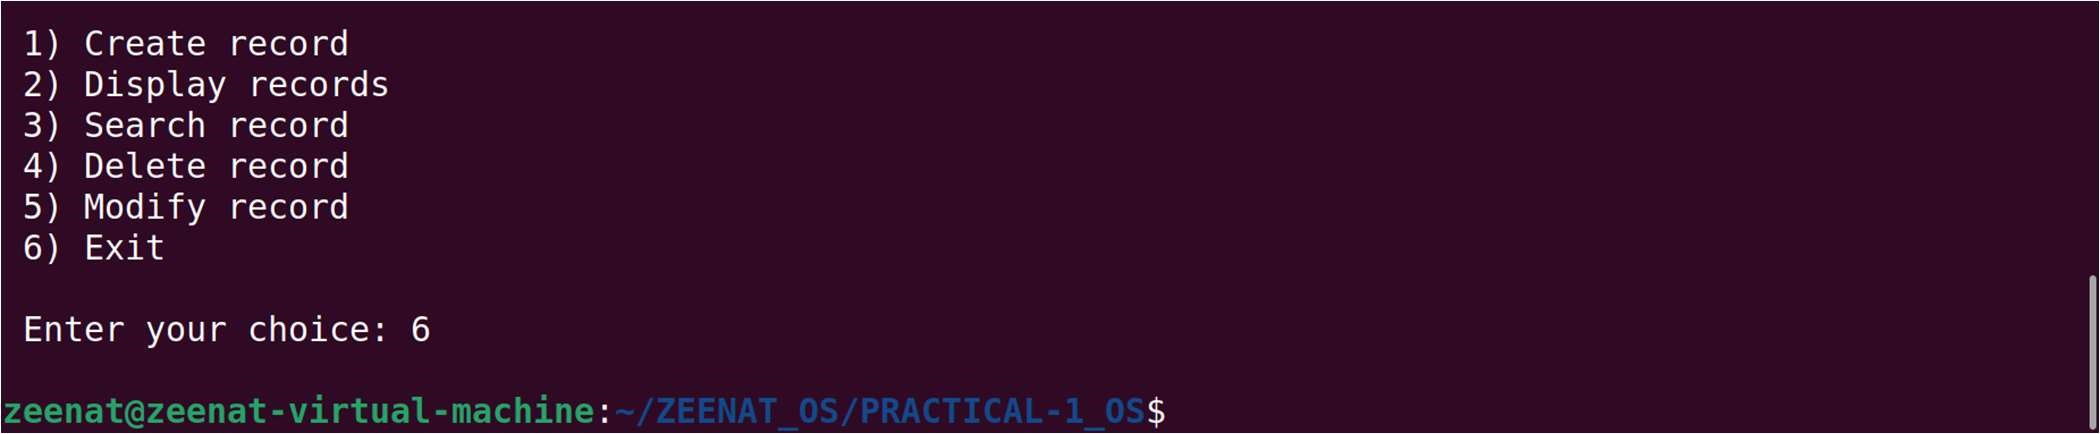 1) Create record
2) Display records
3) Search record
4) Delete record
5) Modify record
6) Exit
Enter your choice: 6
zeenat@zeenat-virtual-machine:~/ZEENAT_OS/PRACTICAL-1_OS$